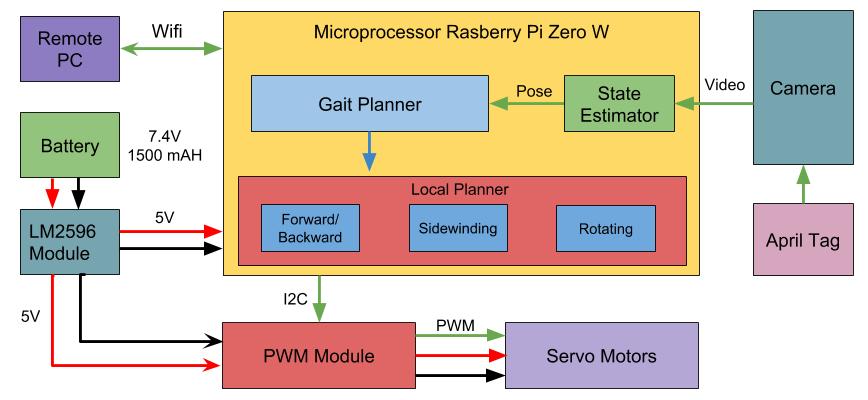 Remote
PC
Wifi
Microprocessor Rasberry Pi Zero W
Gait Planner
Pose
State
Estimator
Video
Camera
Battery
7.4V
1500 mAH
Local Planner
Forward/
Backward
Sidewinding
Rotating
LM2596
Module
5V
April Tag
5V
I2C
PWM Module
PWM
Servo Motors